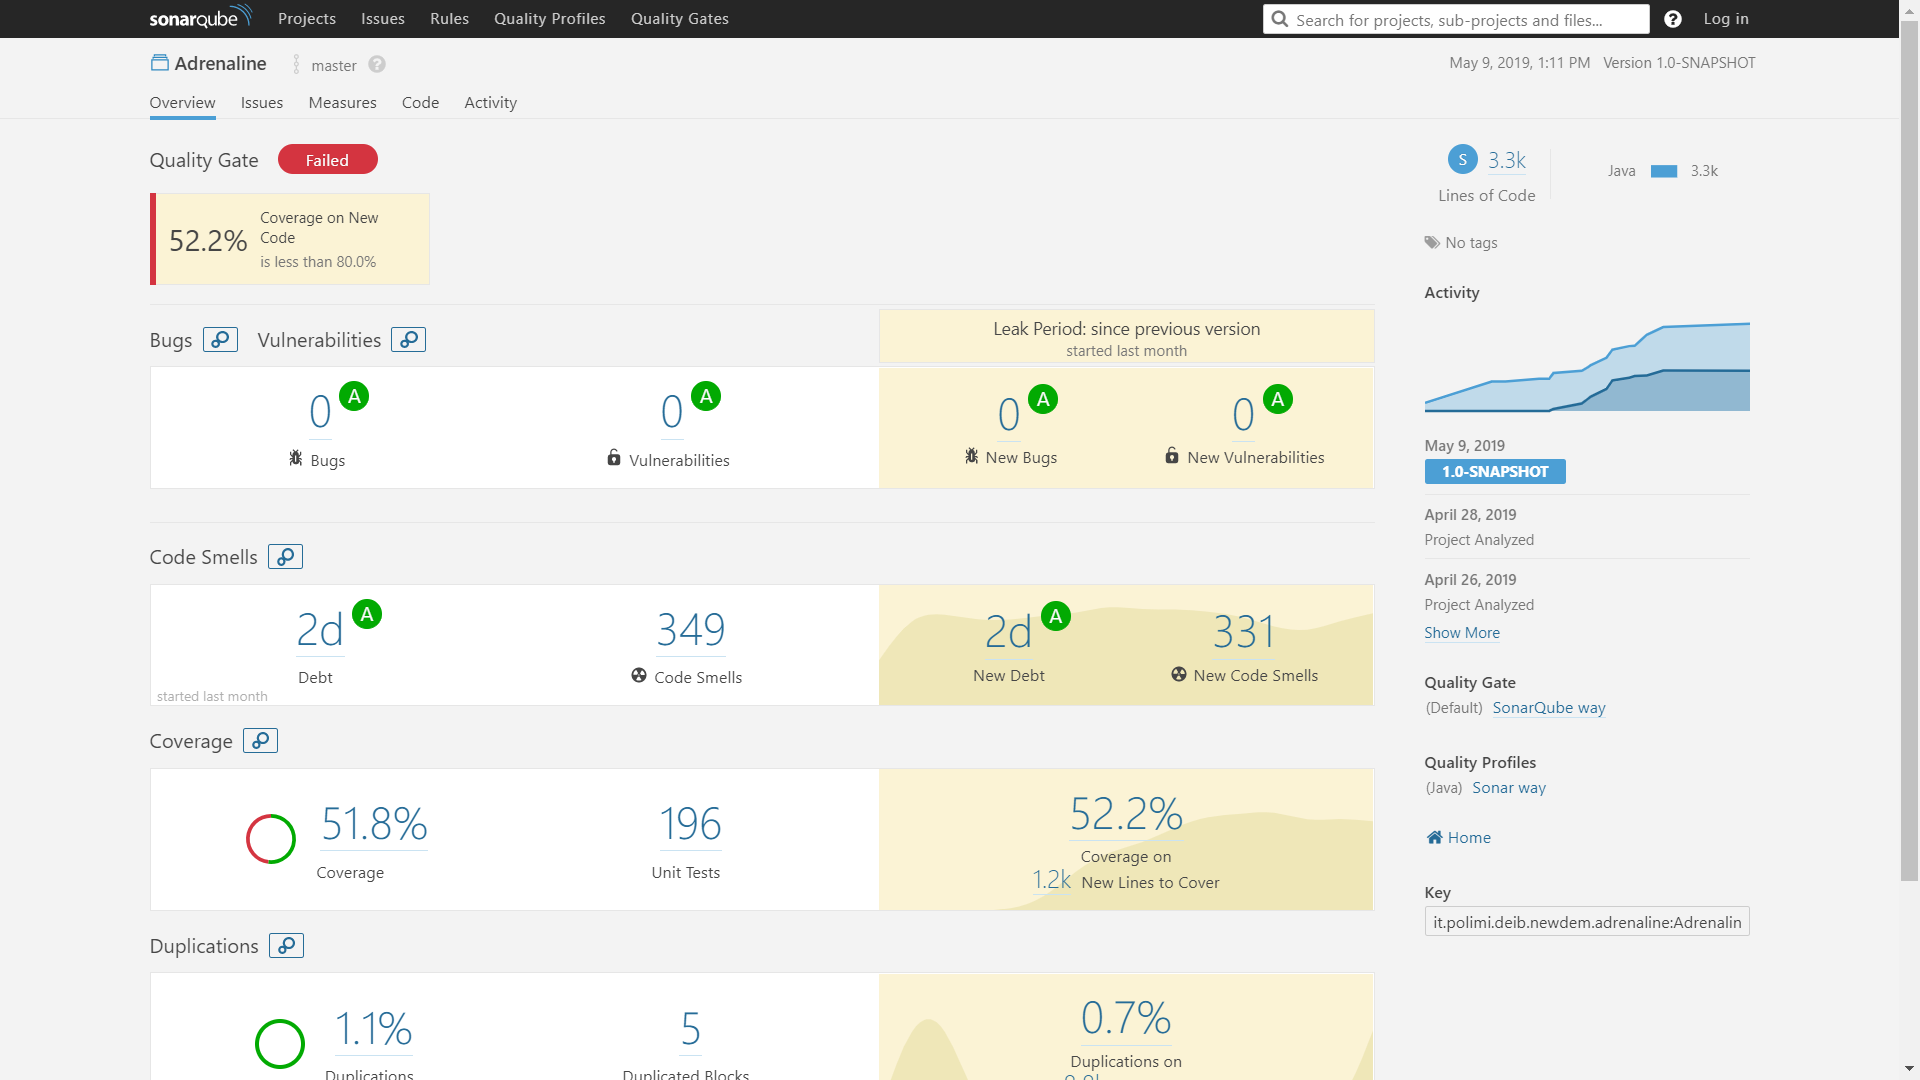 sonarqube Projects Issues Rules Quality Profiles Quality Gates Search for projects, sub-projects and files... Log in
Adrenaline master May 9, 2019, 1:11 PM Version 1.0-SNAPSHOT
Overview Issues Measures Code Activity
Quality Gate Failed
52.2% Coverage on New
Code
is less than 80.0%
Bugs Vulnerabilities
Leak Period: since previous version
started last month
0 A
Bugs
0 A
Vulnerabilities
0 A
New Bugs
0 A
New Vulnerabilities
Code Smells
2d A
Debt
started last month
349
Code Smells
2d A
New Debt
331
New Code Smells
Coverage
51.8%
Coverage
196
Unit Tests
52.2%
Coverage on
1.2k New Lines to Cover
Duplications
1.1%
Duplications
5
Duplicated Blocks
0.7%
Duplications on
S 3.3k
Lines of Code
Java 3.3k
No tags
Activity
May 9, 2019
1.0-SNAPSHOT
April 28, 2019
Project Analyzed
April 26, 2019
Project Analyzed
Show More
Quality Gate
(Default) SonarQube way
Quality Profiles
(Java) Sonar way
Home
Key
it.polimi.deib.newdem.adrenaline:Adrenalin